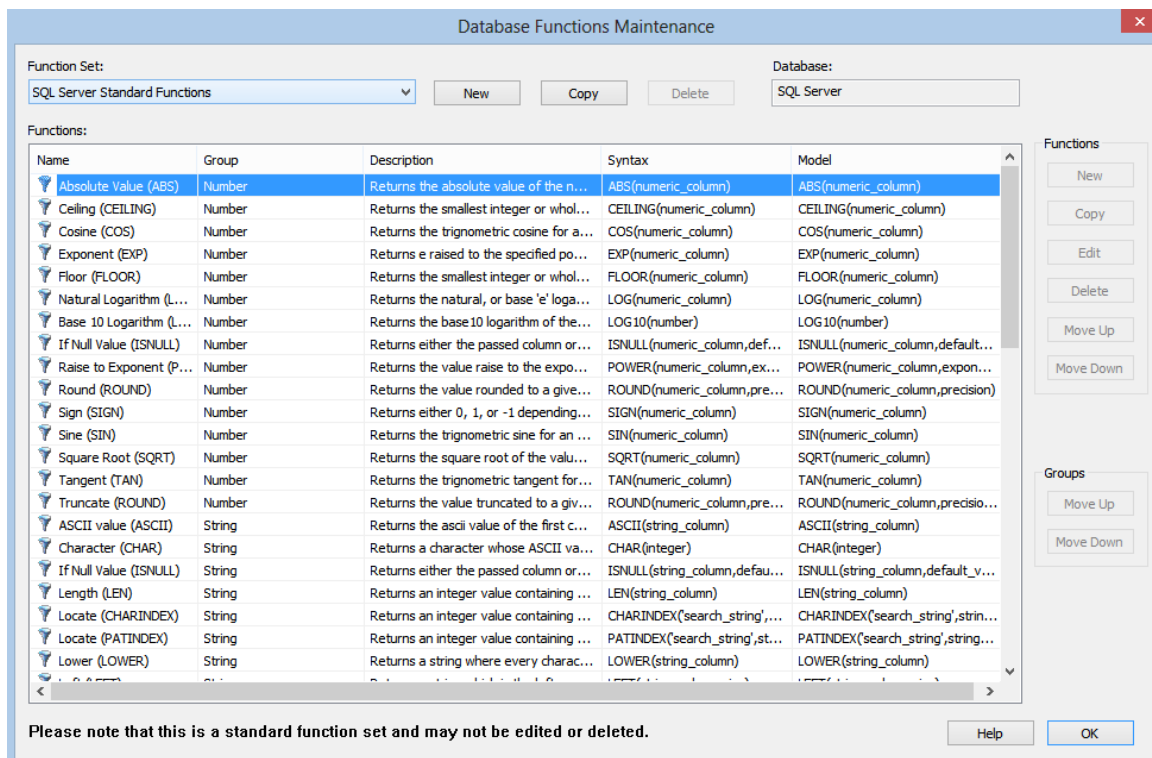 Database Functions Maintenance
Function Set:
Database:
SQL Server Standard Functions
New
Copy
Delete
SQL Server
Functions:
Functions
Name Group Description Syntax Model
Absolute Value (ABS) Number Returns the absolute value of the n... ABS(numeric_column) ABS(numeric_column)
Ceiling (CEILING) Number Returns the smallest integer or whol... CEILING(numeric_column) CEILING(numeric_column)
Cosine (COS) Number Returns the trignometric cosine for a... COS(numeric_column) COS(numeric_column)
Exponent (EXP) Number Returns e raised to the specified po... EXP(numeric_column) EXP(numeric_column)
Floor (FLOOR) Number Returns the smallest integer or whol... FLOOR(numeric_column) FLOOR(numeric_column)
Natural Logarithm (L... Number Returns the natural, or base 'e' loga... LOG(numeric_column) LOG(numeric_column)
Base 10 Logarithm (L... Number Returns the base10 logarithm of the... LOG10(number) LOG10(number)
If Null Value (ISNULL) Number Returns either the passed column or... ISNULL(numeric_column,def... ISNULL(numeric_column,default...
Raise to Exponent (P... Number Returns the value raise to the expo... POWER(numeric_column,ex... POWER(numeric_column,expon...
Round (ROUND) Number Returns the value rounded to a give... ROUND(numeric_column,pre... ROUND(numeric_column,precision)
Sign (SIGN) Number Returns either 0, 1, or -1 depending... SIGN(numeric_column) SIGN(numeric_column)
Sine (SIN) Number Returns the trignometric sine for an ... SIN(numeric_column) SIN(numeric_column)
Square Root (SQRT) Number Returns the square root of the valu... SQRT(numeric_column) SQRT(numeric_column)
Tangent (TAN) Number Returns the trignometric tangent for... TAN(numeric_column) TAN(numeric_column)
Truncate (ROUND) Number Returns the value truncated to a giv... ROUND(numeric_column,pre... ROUND(numeric_column,precisio...
ASCII value (ASCII) String Returns the ascii value of the first c... ASCII(string_column) ASCII(string_column)
Character (CHAR) String Returns a character whose ASCII va... CHAR(integer) CHAR(integer)
If Null Value (ISNULL) String Returns either the passed column or... ISNULL(string_column,defau... ISNULL(string_column,default_v...
Length (LEN) String Returns an integer value containing ... LEN(string_column) LEN(string_column)
Locate (CHARINDEX) String Returns an integer value containing ... CHARINDEX('search_string',... CHARINDEX('search_string',strin...
Locate (PATINDEX) String Returns an integer value containing ... PATINDEX('search_string',st... PATINDEX('search_string',string...
Lower (LOWER) String Returns a string where every charac... LOWER(string_column) LOWER(string_column)
New
Copy
Edit
Delete
Move Up
Move Down
Groups
Move Up
Move Down
Please note that this is a standard function set and may not be edited or deleted.
Help
OK